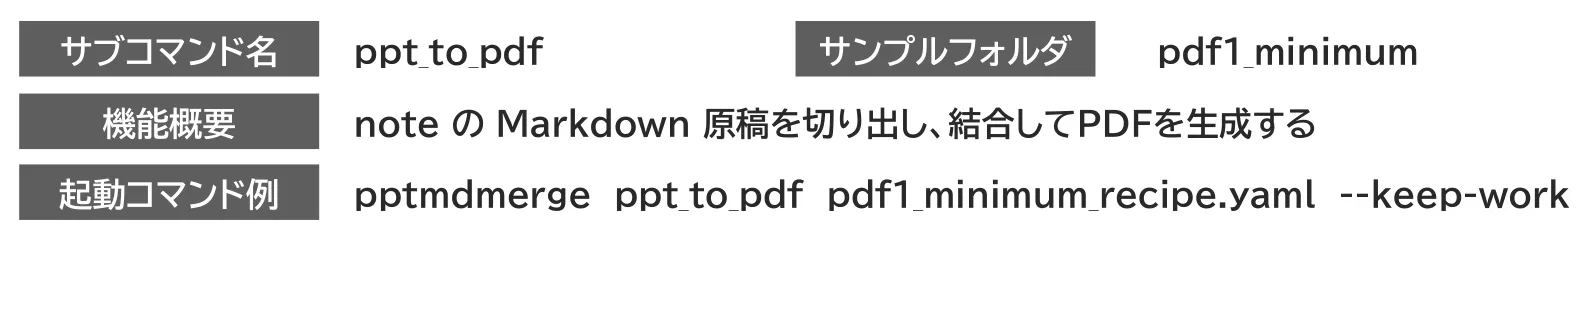 サブコマンド名 ppt_to_pdf サンプルフォルダ pdf1_minimum
機能概要 note の Markdown 原稿を切り出し、結合してPDFを生成する
起動コマンド例 pptmdmerge ppt_to_pdf pdf1_minimum_recipe.yaml --keep-work